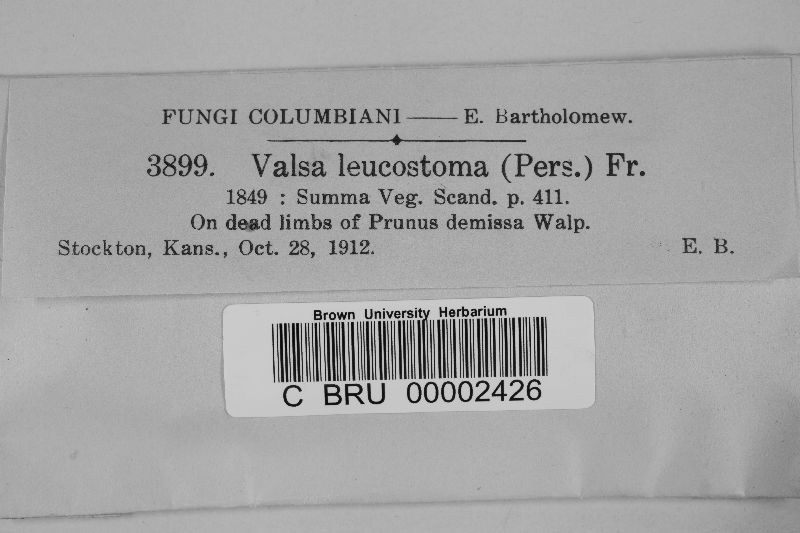 FUNGI COLUMBIANI — E. Bartholomew.
3899. Valsa leucostoma (Pers.) Fr.
1849 : Summa Veg. Scand. p. 411.
On dead limbs of Prunus demissa Walp.
Stockton, Kans., Oct. 28, 1912. E. B.
Brown University Herbarium
C BRU 00002426